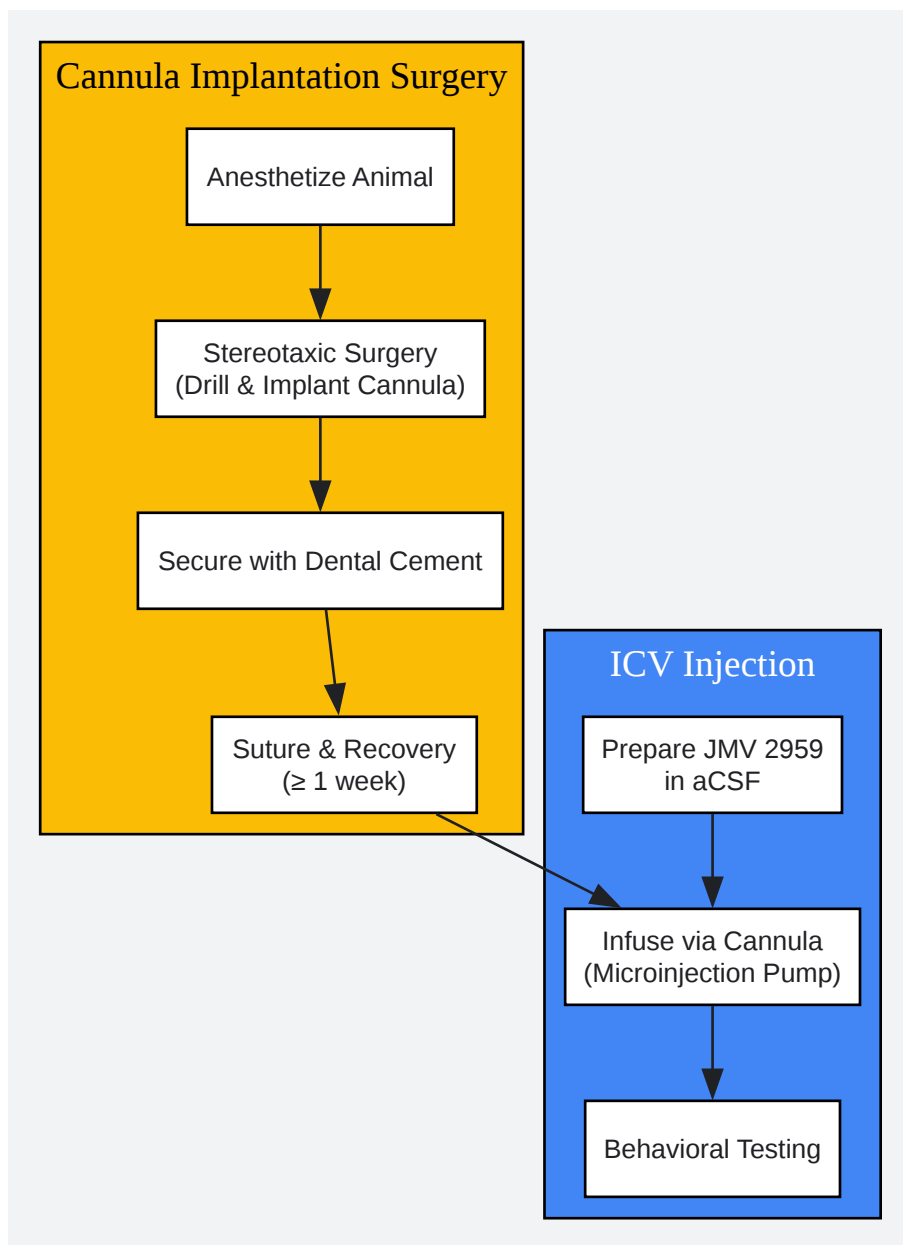 Cannula Implantation Surgery
Anesthetize Animal
Stereotaxic Surgery
(Drill & Implant Cannula)
Secure with Dental Cement
Suture & Recovery
(≥ 1 week)
ICV Injection
Prepare JMV 2959
in aCSF
Infuse via Cannula
(Microinjection Pump)
Behavioral Testing